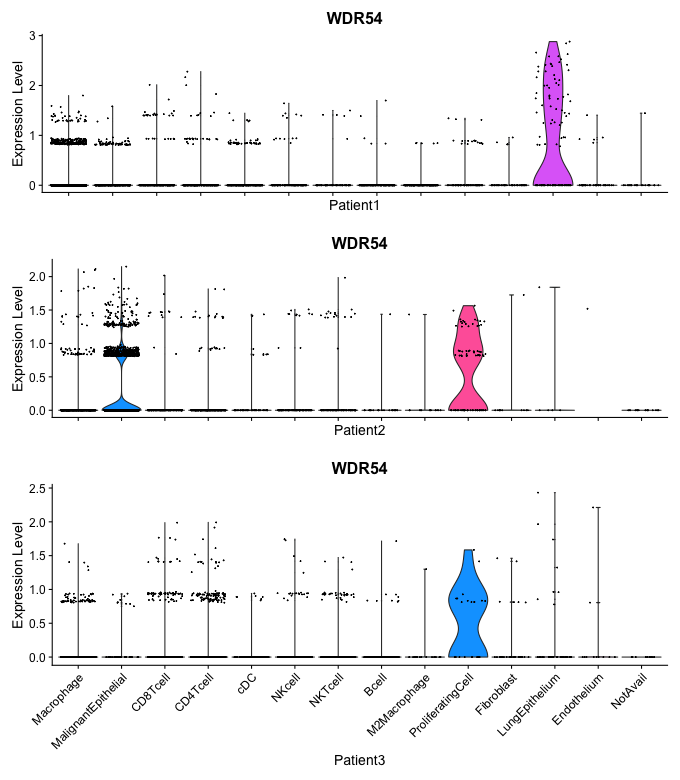 WDR54
Expression Level
3
2
1
0
Patient1
WDR54
Expression Level
2.0
1.5
1.0
0.5
0.0
Patient2
WDR54
Expression Level
2.5
2.0
1.5
1.0
0.5
0.0
Macrophage
MalignantEpithelial
CD8Tcell
CD4Tcell
cDC
NKcell
NKTcell
Bcell
M2Macrophage
ProliferatingCell
Fibroblast
LungEpithelium
Endothelium
NotAvail
Patient3